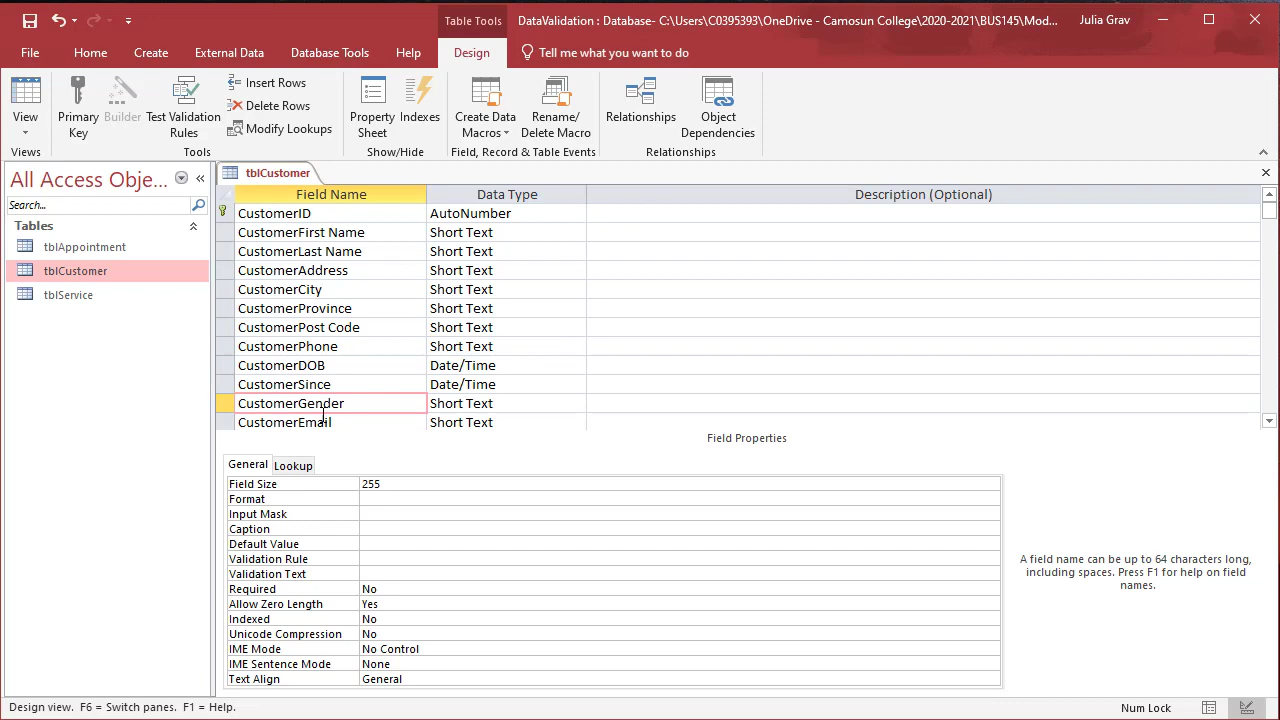 Table Tools
DataValidation : Database- C:\Users\C0395393\OneDrive - Camosun College\2020-2021\BUS145\Mod...
Julia Grav
File Home Create External Data Database Tools Help Design Tell me what you want to do
View
Primary Key
Builder
Test Validation Rules
Insert Rows
Delete Rows
Modify Lookups
Property Sheet
Indexes
Create Data Macros
Rename/ Delete Macro
Relationships
Object Dependencies
Views
Tools
Show/Hide
Field, Record & Table Events
Relationships
All Access Obje...
Search...
Tables
tblAppointment
tblCustomer
tblService
tblCustomer
Field Name Data Type Description (Optional)
CustomerID AutoNumber
CustomerFirst Name Short Text
CustomerLast Name Short Text
CustomerAddress Short Text
CustomerCity Short Text
CustomerProvince Short Text
CustomerPost Code Short Text
CustomerPhone Short Text
CustomerDOB Date/Time
CustomerSince Date/Time
CustomerGender Short Text
CustomerEmail Short Text
Field Properties
General Lookup
Field Size 255
Format
Input Mask
Caption
Default Value
Validation Rule
Validation Text
Required No
Allow Zero Length Yes
Indexed No
Unicode Compression No
IME Mode No Control
IME Sentence Mode None
Text Align General
A field name can be up to 64 characters long,
including spaces. Press F1 for help on field
names.
Design view. F6 = Switch panes. F1 = Help.
Num Lock